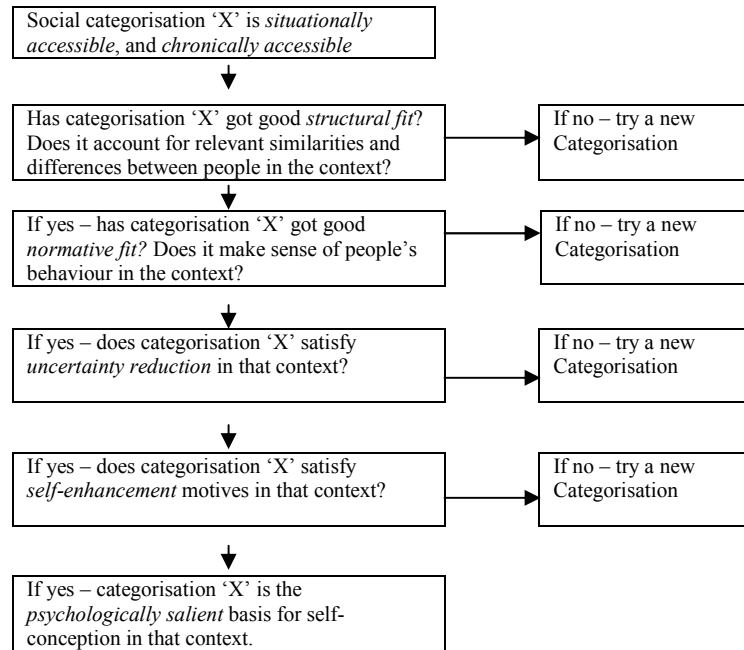 Social categorisation ‘X’ is situationally
accessible, and chronically accessible
Has categorisation ‘X’ got good structural fit?
Does it account for relevant similarities and
differences between people in the context?
If no – try a new
Categorisation
If yes – has categorisation ‘X’ got good
normative fit? Does it make sense of people’s
behaviour in the context?
If no – try a new
Categorisation
If yes – does categorisation ‘X’ satisfy
uncertainty reduction in that context?
If no – try a new
Categorisation
If yes – does categorisation ‘X’ satisfy
self-enhancement motives in that context?
If no – try a new
Categorisation
If yes – categorisation ‘X’ is the
psychologically salient basis for self-
conception in that context.